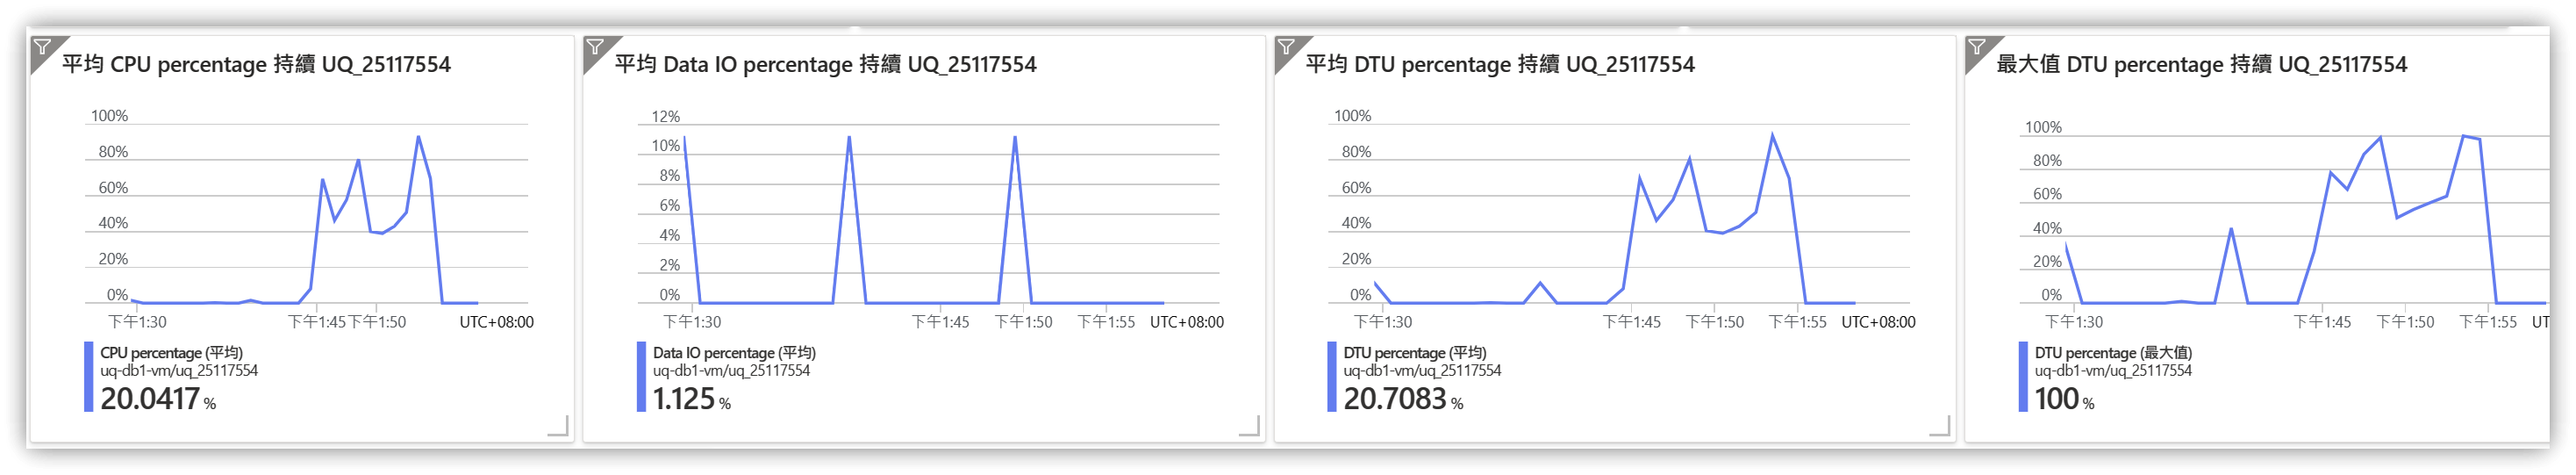 平均 CPU percentage 持續 UQ_25117554
100%
80%
60%
40%
20%
0%
下午1:30
下午1:45
下午1:50
UTC+08:00
CPU percentage (平均)
uq-db1-vm/uq_25117554
20.0417 %
平均 Data IO percentage 持續 UQ_25117554
12%
10%
8%
6%
4%
2%
0%
下午1:30
下午1:45
下午1:50
下午1:55
UTC+08:00
Data IO percentage (平均)
uq-db1-vm/uq_25117554
1.125 %
平均 DTU percentage 持續 UQ_25117554
100%
80%
60%
40%
20%
0%
下午1:30
下午1:45
下午1:50
下午1:55
UTC+08:00
DTU percentage (平均)
uq-db1-vm/uq_25117554
20.7083 %
最大值 DTU percentage 持續 UQ_25117554
100%
80%
60%
40%
20%
0%
下午1:30
下午1:45
下午1:50
下午1:55
UT
DTU percentage (最大值)
uq-db1-vm/uq_25117554
100 %